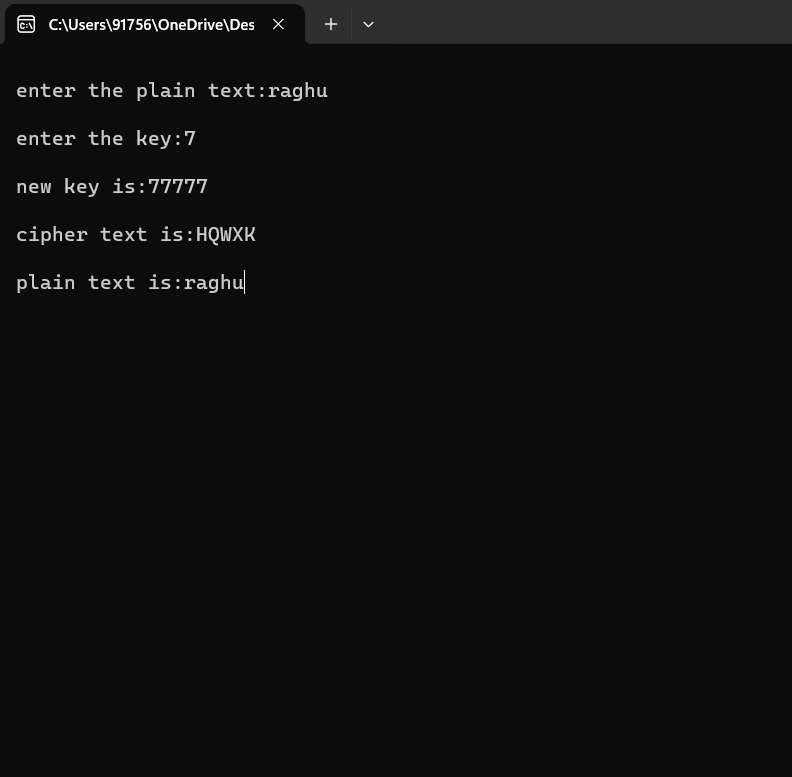 C:\Users\91756\OneDrive\Des
enter the plain text:raghu
enter the key:7
new key is:77777
cipher text is:HQWXK
plain text is:raghu